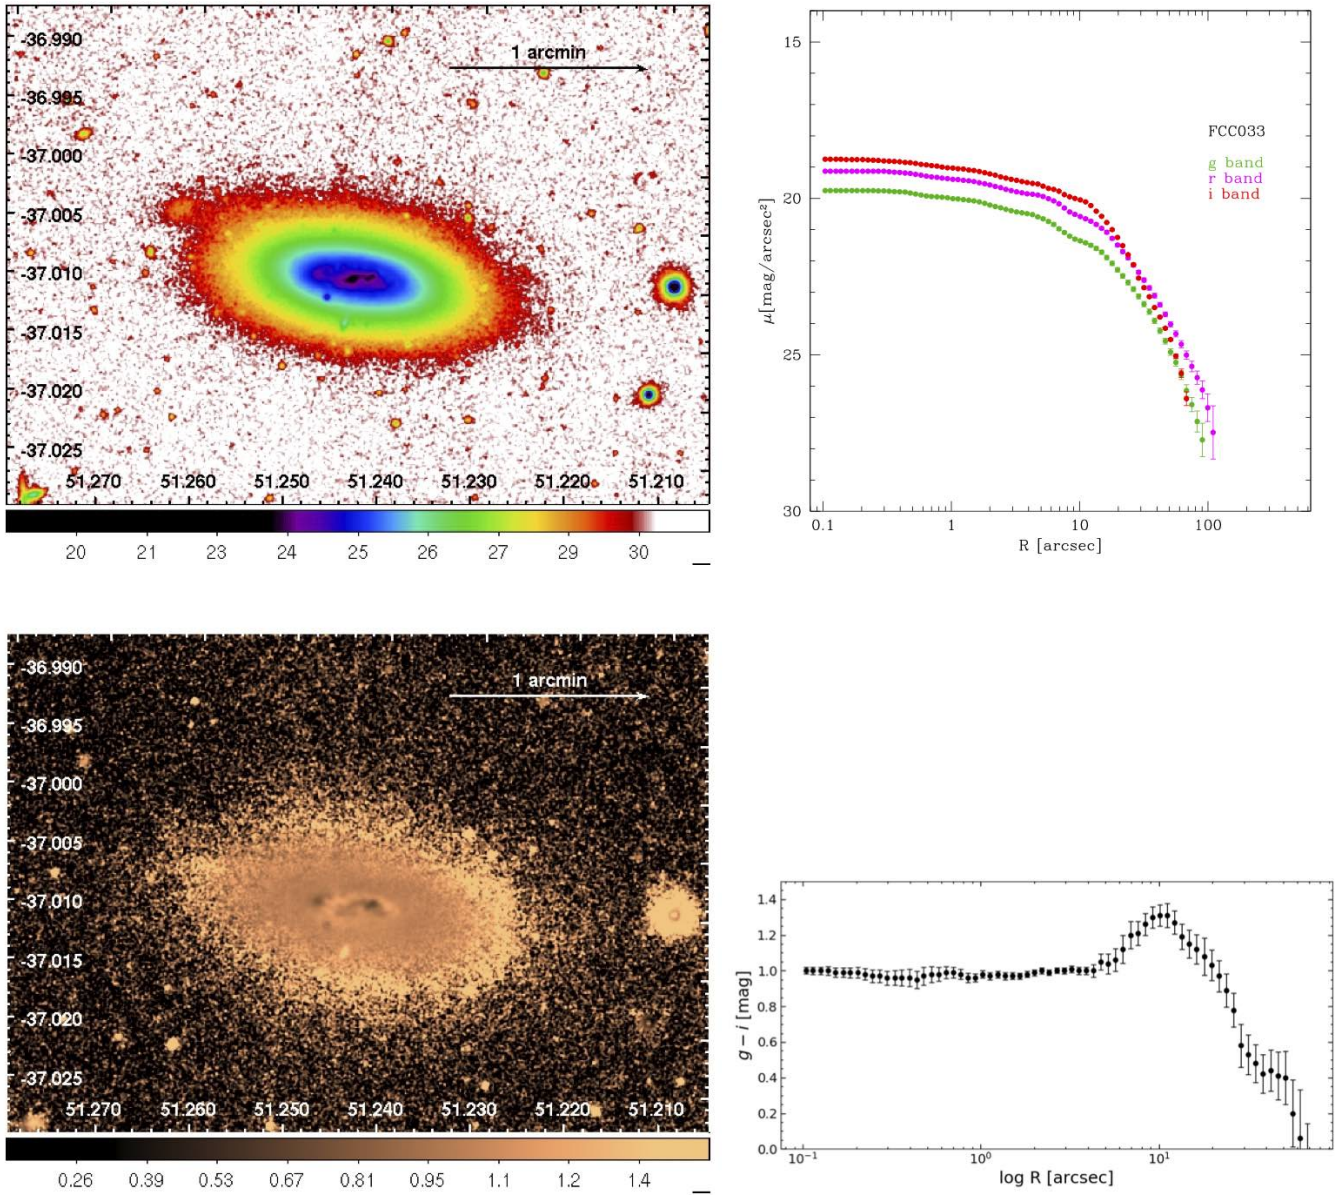 -36.990
-36.995
-37.000
-37.005
-37.010
-37.015
-37.020
-37.025
1 arcmin
51.270 51.260 51.250 51.240 51.230 51.220 51.210
20 21 23 24 25 26 27 28 29 30
15
20
25
30
μ[mag/arcsec²]
FCC033
g band
r band
i band
0.1 1 10 100
R [arcsec]
-36.990
-36.995
-37.000
-37.005
-37.010
-37.015
-37.020
-37.025
1 arcmin
51.270 51.260 51.250 51.240 51.230 51.220 51.210
0.26 0.39 0.53 0.67 0.81 0.95 1.1 1.2 1.4
1.4
1.2
1.0
0.8
0.6
0.4
0.2
0.0
g − i [mag]
10⁻¹ 10⁰ 10¹
log R [arcsec]